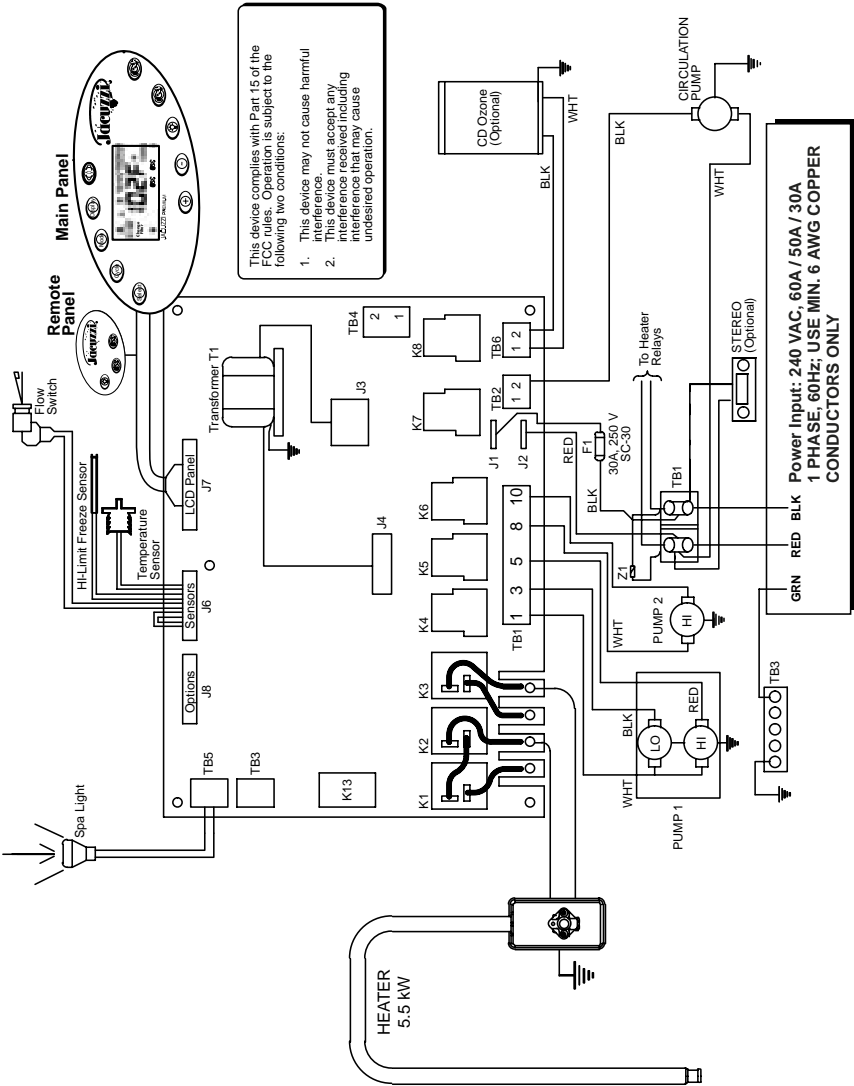 Main Panel
Remote
Panel
Jacuzzi
Jacuzzi
102F
JACUZZI PREMIUM
This device complies with Part 15 of the
FCC rules. Operation is subject to the
following two conditions:
1. This device may not cause harmful
interference.
2. This device must accept any
interference received including
interference that may cause
undesired operation.
Flow
Switch
HI-Limit Freeze Sensor
Temperature
Sensor
Spa Light
LCD Panel
J7
Sensors
J6
Options
J8
TB5
TB3
K13
Transformer T1
J3
J4
TB4
2
1
K8
K7
K6
K5
K4
K3
K2
K1
TB6
1 2
TB2
1 2
J1
J2
TB1
1
3
5
8
10
CD Ozone
(Optional)
BLK
WHT
CIRCULATION
PUMP
BLK
WHT
RED
F1
30A, 250 V
SC-30
BLK
To Heater
Relays
STEREO
(Optional)
TB1
Z1
WHT
PUMP 2
HI
BLK
RED
LO
HI
WHT
PUMP 1
TB3
GRN
RED
BLK
Power Input: 240 VAC, 60A / 50A / 30A
1 PHASE, 60Hz; USE MIN. 6 AWG COPPER
CONDUCTORS ONLY
HEATER
5.5 kW